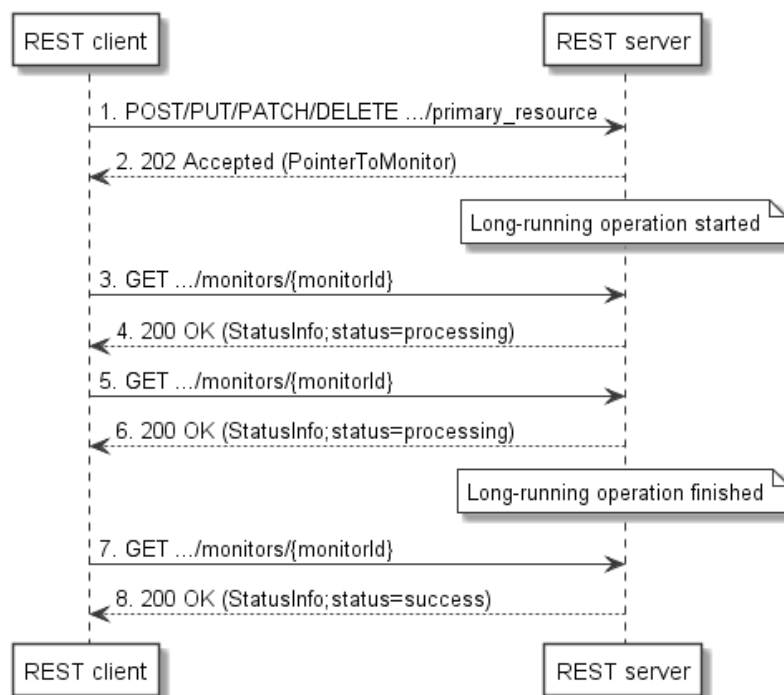 REST client
REST server
1. POST/PUT/PATCH/DELETE .../primary_resource
2. 202 Accepted (PointerToMonitor)
Long-running operation started
3. GET .../monitors/{monitorId}
4. 200 OK (StatusInfo;status=processing)
5. GET .../monitors/{monitorId}
6. 200 OK (StatusInfo;status=processing)
Long-running operation finished
7. GET .../monitors/{monitorId}
8. 200 OK (StatusInfo;status=success)
REST client
REST server